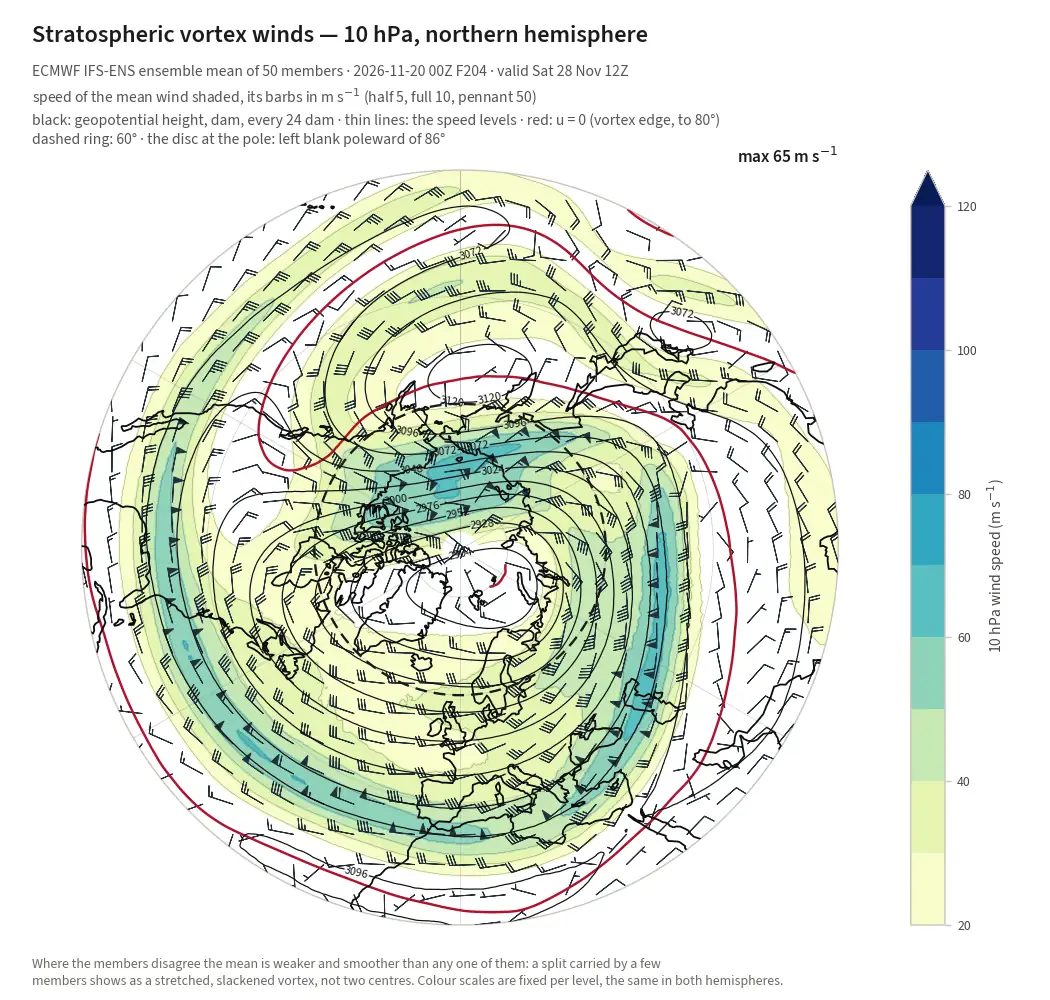 Stratospheric vortex winds — 10 hPa, northern hemisphere
ECMWF IFS-ENS ensemble mean of 50 members · 2026-11-20 00Z F204 · valid Sat 28 Nov 12Z
speed of the mean wind shaded, its barbs in m s⁻¹ (half 5, full 10, pennant 50)
black: geopotential height, dam, every 24 dam · thin lines: the speed levels · red: u = 0 (vortex edge, to 80°)
dashed ring: 60° · the disc at the pole: left blank poleward of 86°
max 65 m s⁻¹
120
100
80
60
40
20
10 hPa wind speed (m s⁻¹)
3072
3072
3120
3120
3096
3096
3072
3072
3048
3024
3000
2976
2952
2928
2904
3096
Where the members disagree the mean is weaker and smoother than any one of them: a split carried by a few
members shows as a stretched, slackened vortex, not two centres. Colour scales are fixed per level, the same in both hemispheres.